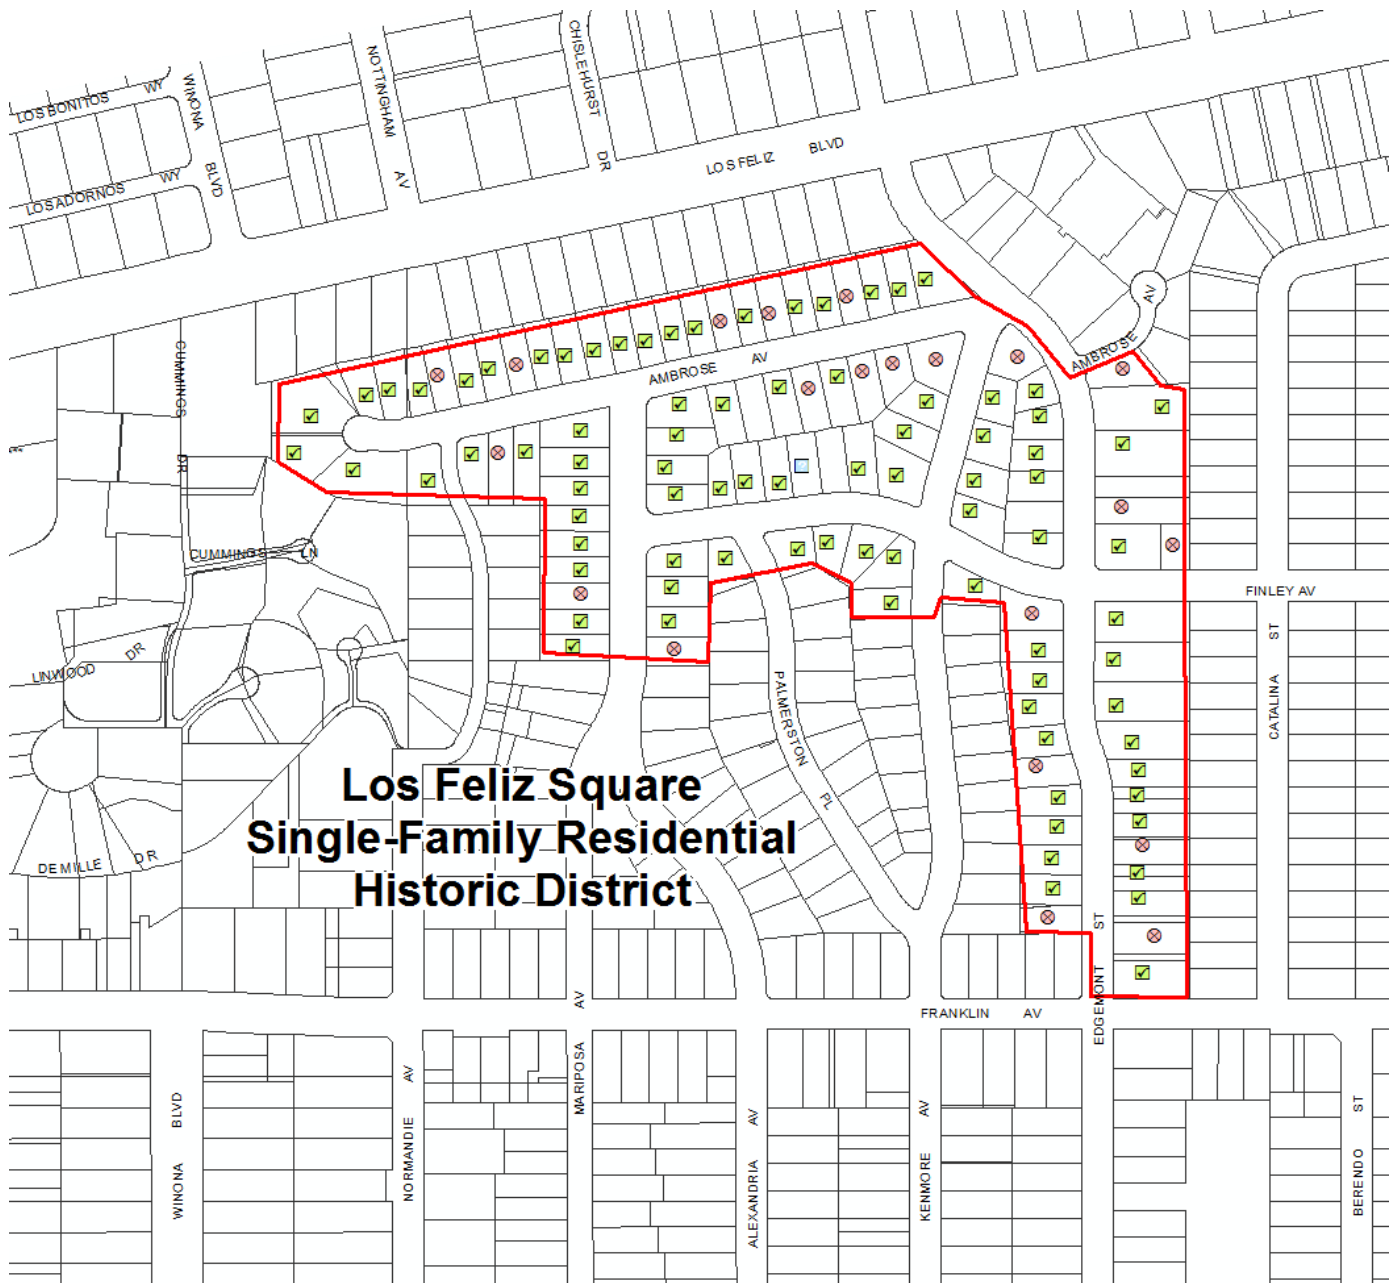 CHISLEHURST
DR
NOTTINGHAM
AV
WINONA
BLVD
LOS BONITOS WY
LOS ADORNOS WY
LOS FELIZ BLVD
AV
AMBROSE
AMBROSE AV
CUMMINGS
DR
CUMMINGS LN
FINLEY AV
CATALINA ST
LINWOOD DR
PALMERSTON
PL
Los Feliz Square
Single-Family Residential
Historic District
DEMILLE DR
EDGEMONT ST
FRANKLIN AV
WINONA BLVD
NORMANDIE AV
MARIPOSA AV
ALEXANDRIA AV
KENMORE AV
BERENDO ST